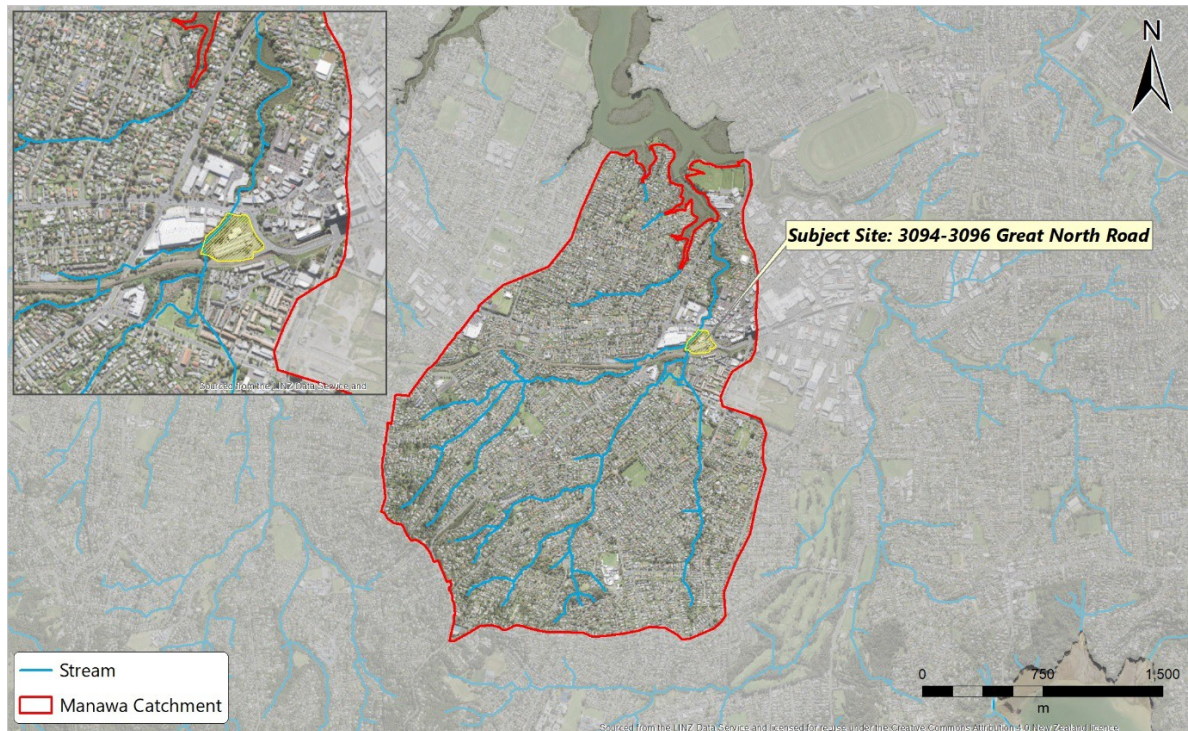 N
Subject Site: 3094-3096 Great North Road
Sourced from the LINZ Data Service and
Stream
Manawa Catchment
0 750 1,500
m
Sourced from the LINZ Data Service and licensed for re-use under the Creative Commons Attribution 4.0 New Zealand licence